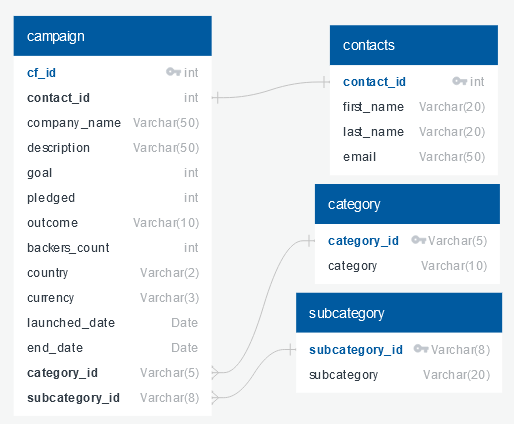 campaign
cf_id int
contact_id int
company_name Varchar(50)
description Varchar(50)
goal int
pledged int
outcome Varchar(10)
backers_count int
country Varchar(2)
currency Varchar(3)
launched_date Date
end_date Date
category_id Varchar(5)
subcategory_id Varchar(8)
contacts
contact_id int
first_name Varchar(20)
last_name Varchar(20)
email Varchar(50)
category
category_id Varchar(5)
category Varchar(10)
subcategory
subcategory_id Varchar(8)
subcategory Varchar(20)